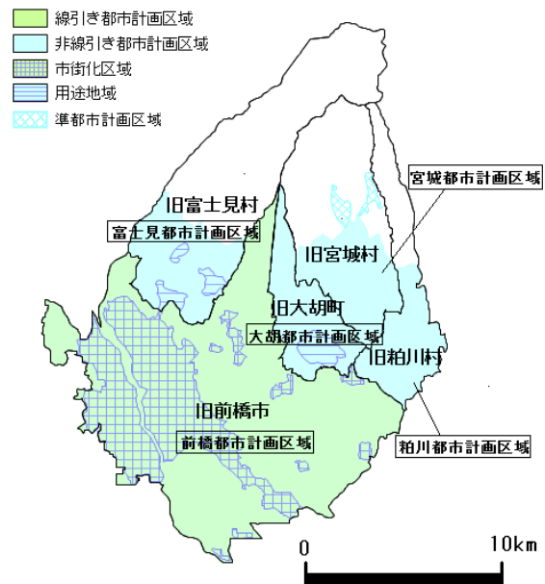 線引き都市計画区域
非線引き都市計画区域
市街化区域
用途地域
準都市計画区域
宮城都市計画区域
旧富士見村
富士見都市計画区域
旧宮城村
旧大胡町
大胡都市計画区域
旧粕川村
旧前橋市
前橋都市計画区域
粕川都市計画区域
0
10km